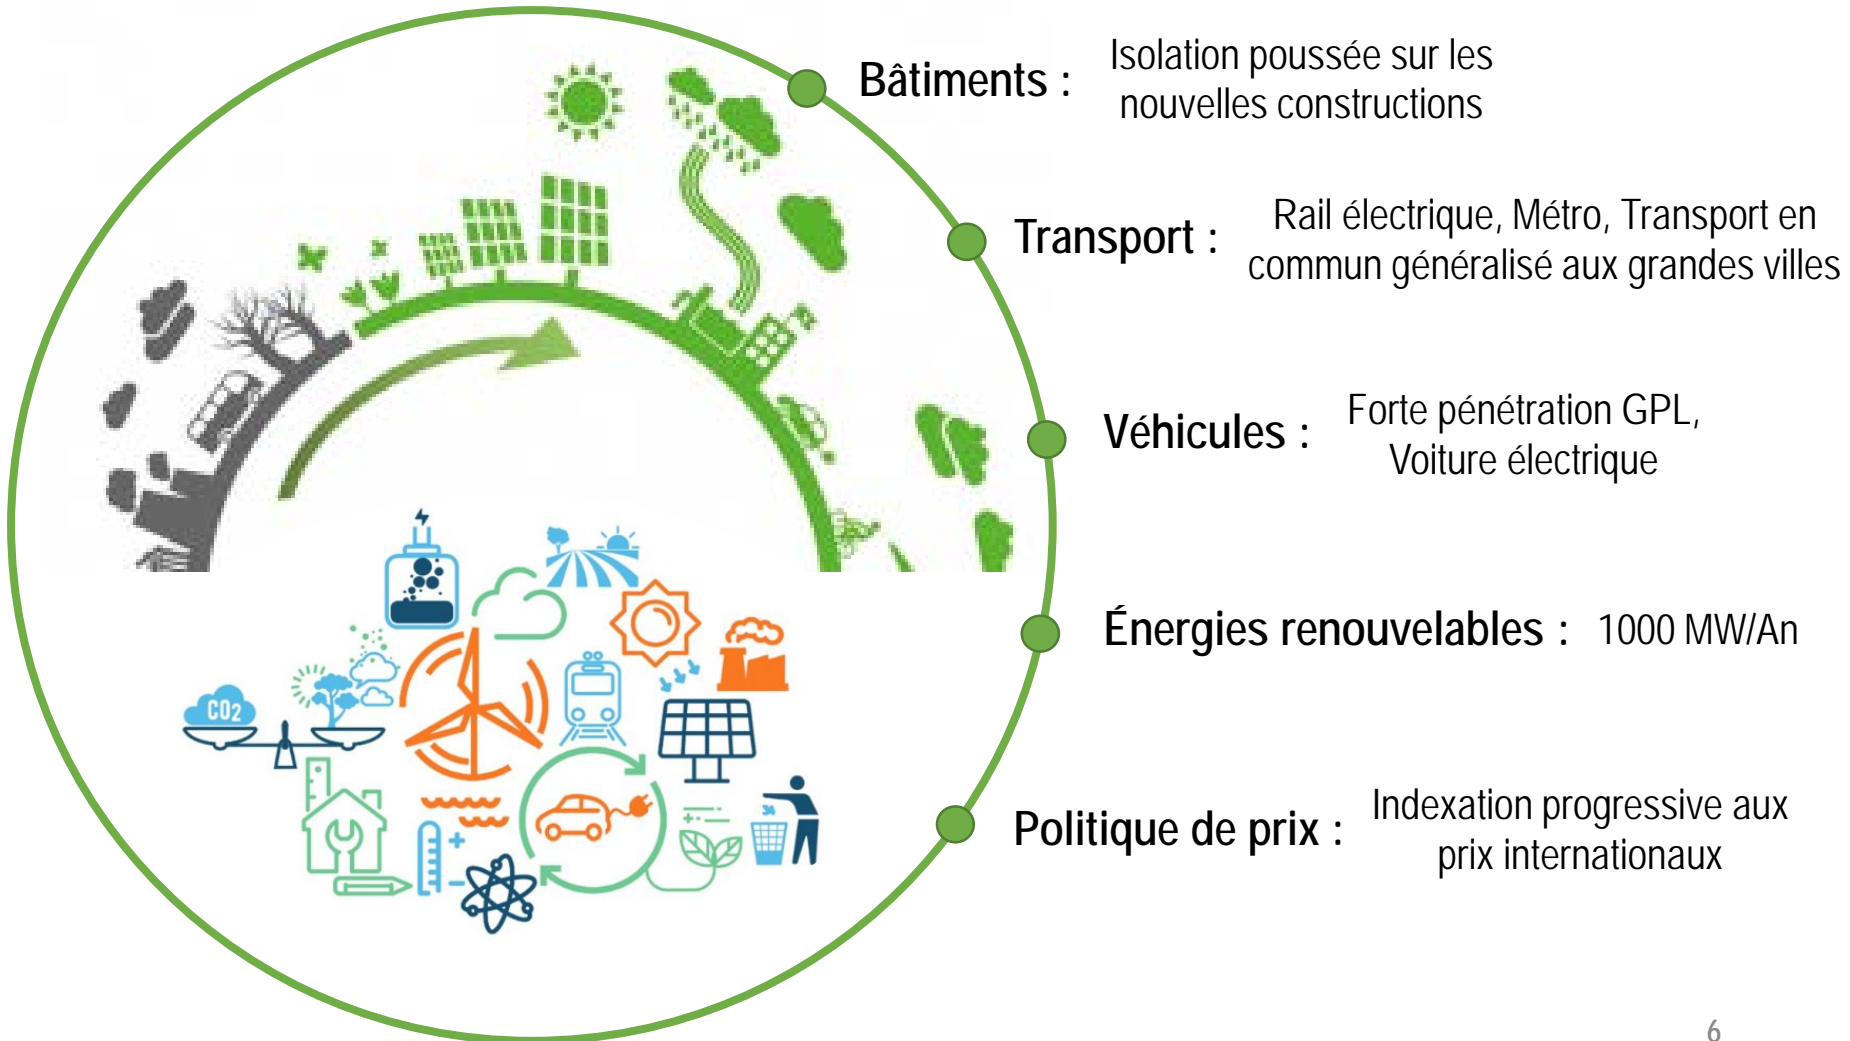 Bâtiments :
Isolation poussée sur les
nouvelles constructions
Transport :
Rail électrique, Métro, Transport en
commun généralisé aux grandes villes
Véhicules :
Forte pénétration GPL,
Voiture électrique
Énergies renouvelables : 1000 MW/An
Politique de prix :
Indexation progressive aux
prix internationaux
CO2
6